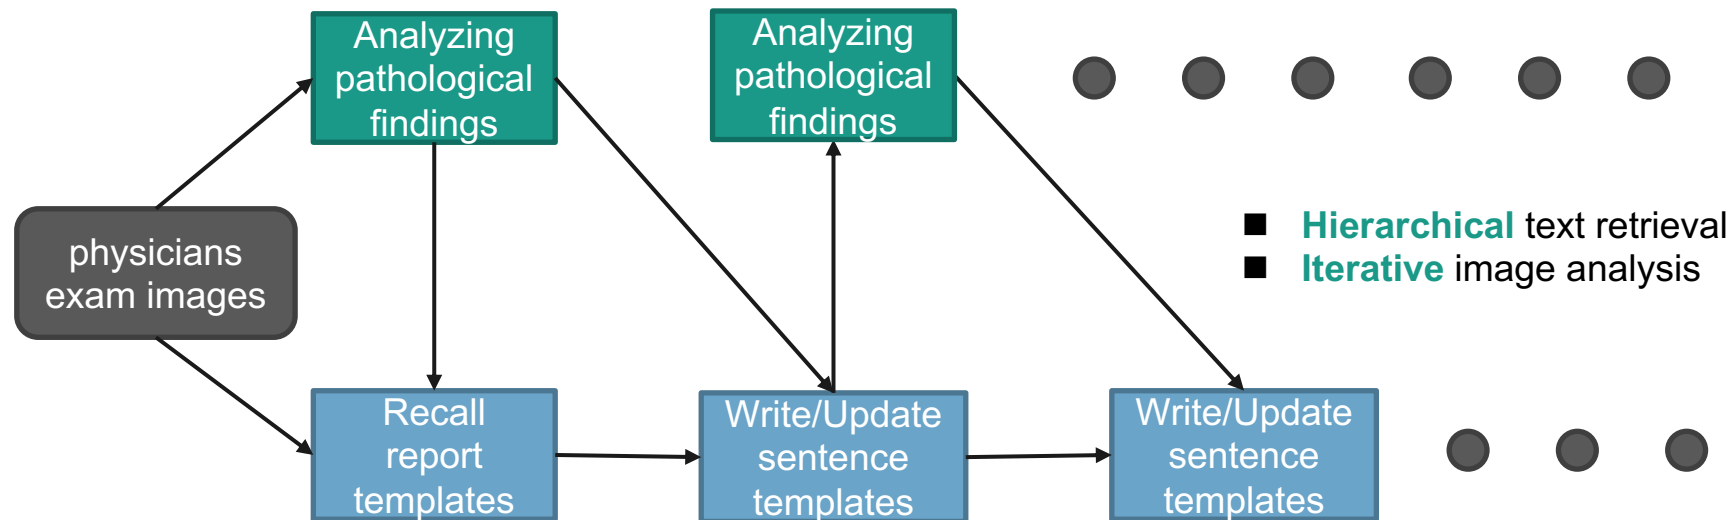 Analyzing
pathological
findings
Analyzing
pathological
findings
physicians
exam images
Hierarchical text retrieval
Iterative image analysis
Recall
report
templates
Write/Update
sentence
templates
Write/Update
sentence
templates